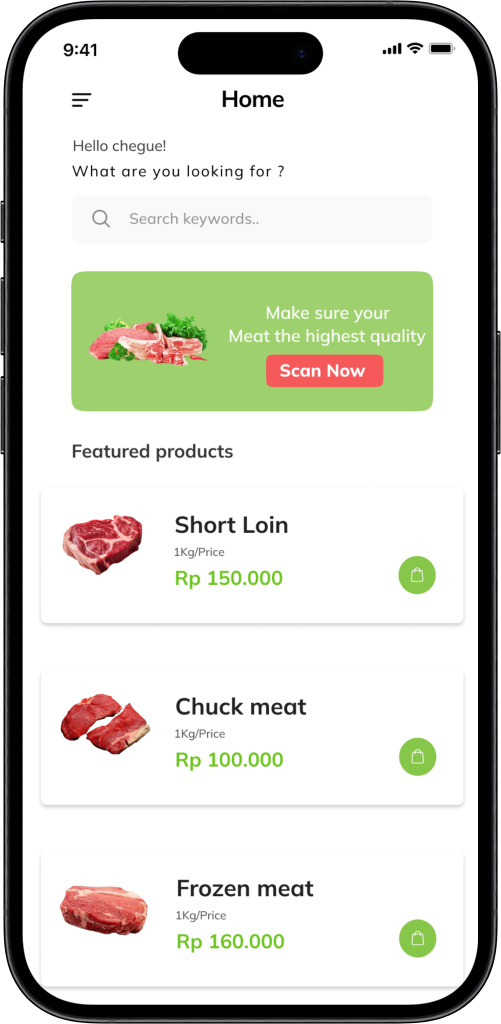 9:41
Home
Hello chegue!
What are you looking for ?
Search keywords..
Make sure your
Meat the highest quality
Scan Now
Featured products
Short Loin
1Kg/Price
Rp 150.000
Chuck meat
1Kg/Price
Rp 100.000
Frozen meat
1Kg/Price
Rp 160.000